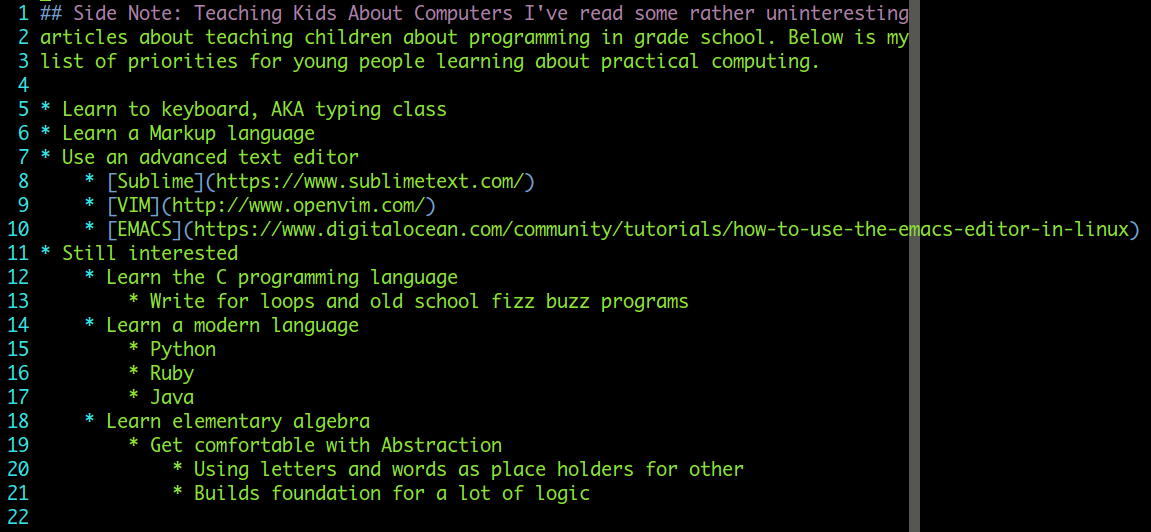 1 ## Side Note: Teaching Kids About Computers I've read some rather uninteresting
2 articles about teaching children about programming in grade school. Below is my
3 list of priorities for young people learning about practical computing.
4
5 * Learn to keyboard, AKA typing class
6 * Learn a Markup language
7 * Use an advanced text editor
8     * [Sublime](https://www.sublimetext.com/)
9     * [VIM](http://www.openvim.com/)
10     * [EMACS](https://www.digitalocean.com/community/tutorials/how-to-use-the-emacs-editor-in-linux)
11 * Still interested
12     * Learn the C programming language
13         * Write for loops and old school fizz buzz programs
14     * Learn a modern language
15         * Python
16         * Ruby
17         * Java
18     * Learn elementary algebra
19         * Get comfortable with Abstraction
20             * Using letters and words as place holders for other
21             * Builds foundation for a lot of logic
22